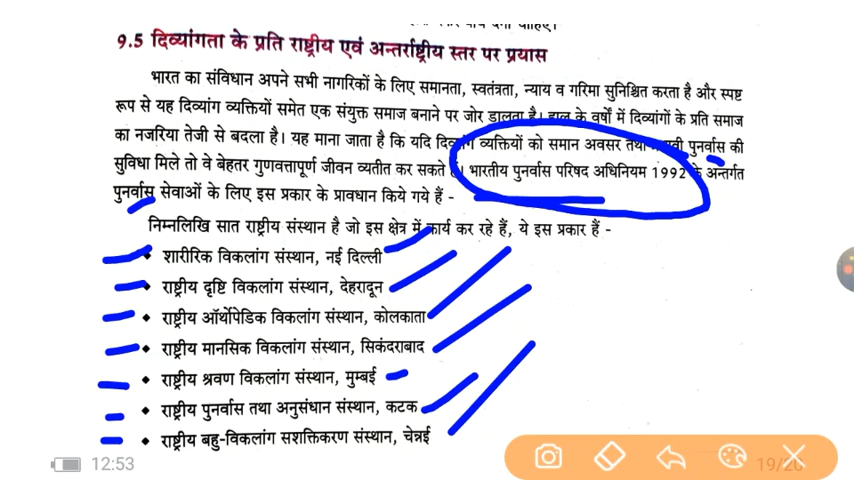 9.5 दिव्यांगता के प्रति राष्ट्रीय एवं अन्तर्राष्ट्रीय स्तर पर प्रयास
भारत का संविधान अपने सभी नागरिकों के लिए समानता, स्वतंत्रता, न्याय व गरिमा सुनिश्चित करता है और स्पष्ट
रूप से यह दिव्यांग व्यक्तियों समेत एक संयुक्त समाज बनाने पर जोर डालता है। हाल के वर्षों में दिव्यांगों के प्रति समाज
का नजरिया तेजी से बदला है। यह माना जाता है कि यदि व्यक्तियों को समान अवसर तथा पुनर्वास की
सुविधा मिले तो वे बेहतर गुणवत्तापूर्ण जीवन व्यतीत कर सकते भारतीय पुनर्वास परिषद अधिनियम 1992 के अन्तर्गत
पुनर्वास सेवाओं के लिए इस प्रकार के प्रावधान किये गये हैं -
निम्नलिखि सात राष्ट्रीय संस्थान है जो इस क्षेत्र में कार्य कर रहे हैं, ये इस प्रकार हैं -
◆ शारीरिक विकलांग संस्थान, नई दिल्ली
◆ राष्ट्रीय दृष्टि विकलांग संस्थान, देहरादून
◆ राष्ट्रीय ऑर्थोपेडिक विकलांग संस्थान, कोलकाता
◆ राष्ट्रीय मानसिक विकलांग संस्थान, सिकंदराबाद
◆ राष्ट्रीय श्रवण विकलांग संस्थान, मुम्बई
◆ राष्ट्रीय पुनर्वास तथा अनुसंधान संस्थान, कटक
◆ राष्ट्रीय बहु-विकलांग सशक्तिकरण संस्थान, चेन्नई
12:53
19/20